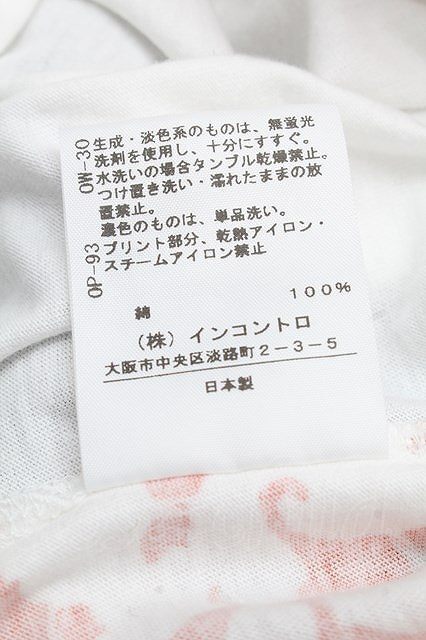 OW-30
生成・淡色系のものは、無蛍光
洗剤を使用し、十分にすすぐ。
水洗いの場合タンブル乾燥禁止。
つけ置き洗い・濡れたままの放
置禁止。
濃色のものは、単品洗い。
OP-93
プリント部分、乾熱アイロン・
スチームアイロン禁止
綿 100%
(株)インコントロ
大阪市中央区淡路町2-3-5
日本製